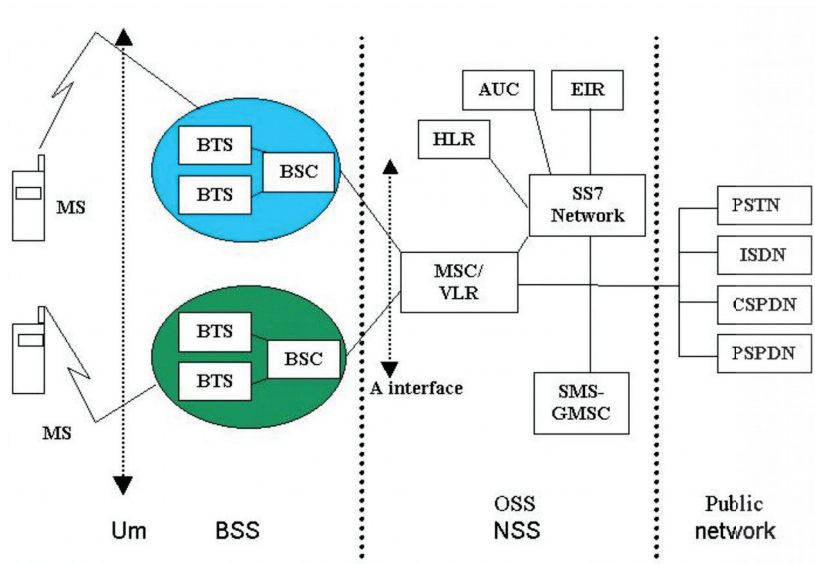 AUC
EIR
BTS
HLR
BSC
BTS
SS7
Network
PSTN
MS
ISDN
MSC/
VLR
CSPDN
BTS
BSC
PSPDN
BTS
A interface
SMS-
GMSC
MS
OSS
Public
Um
BSS
NSS
network